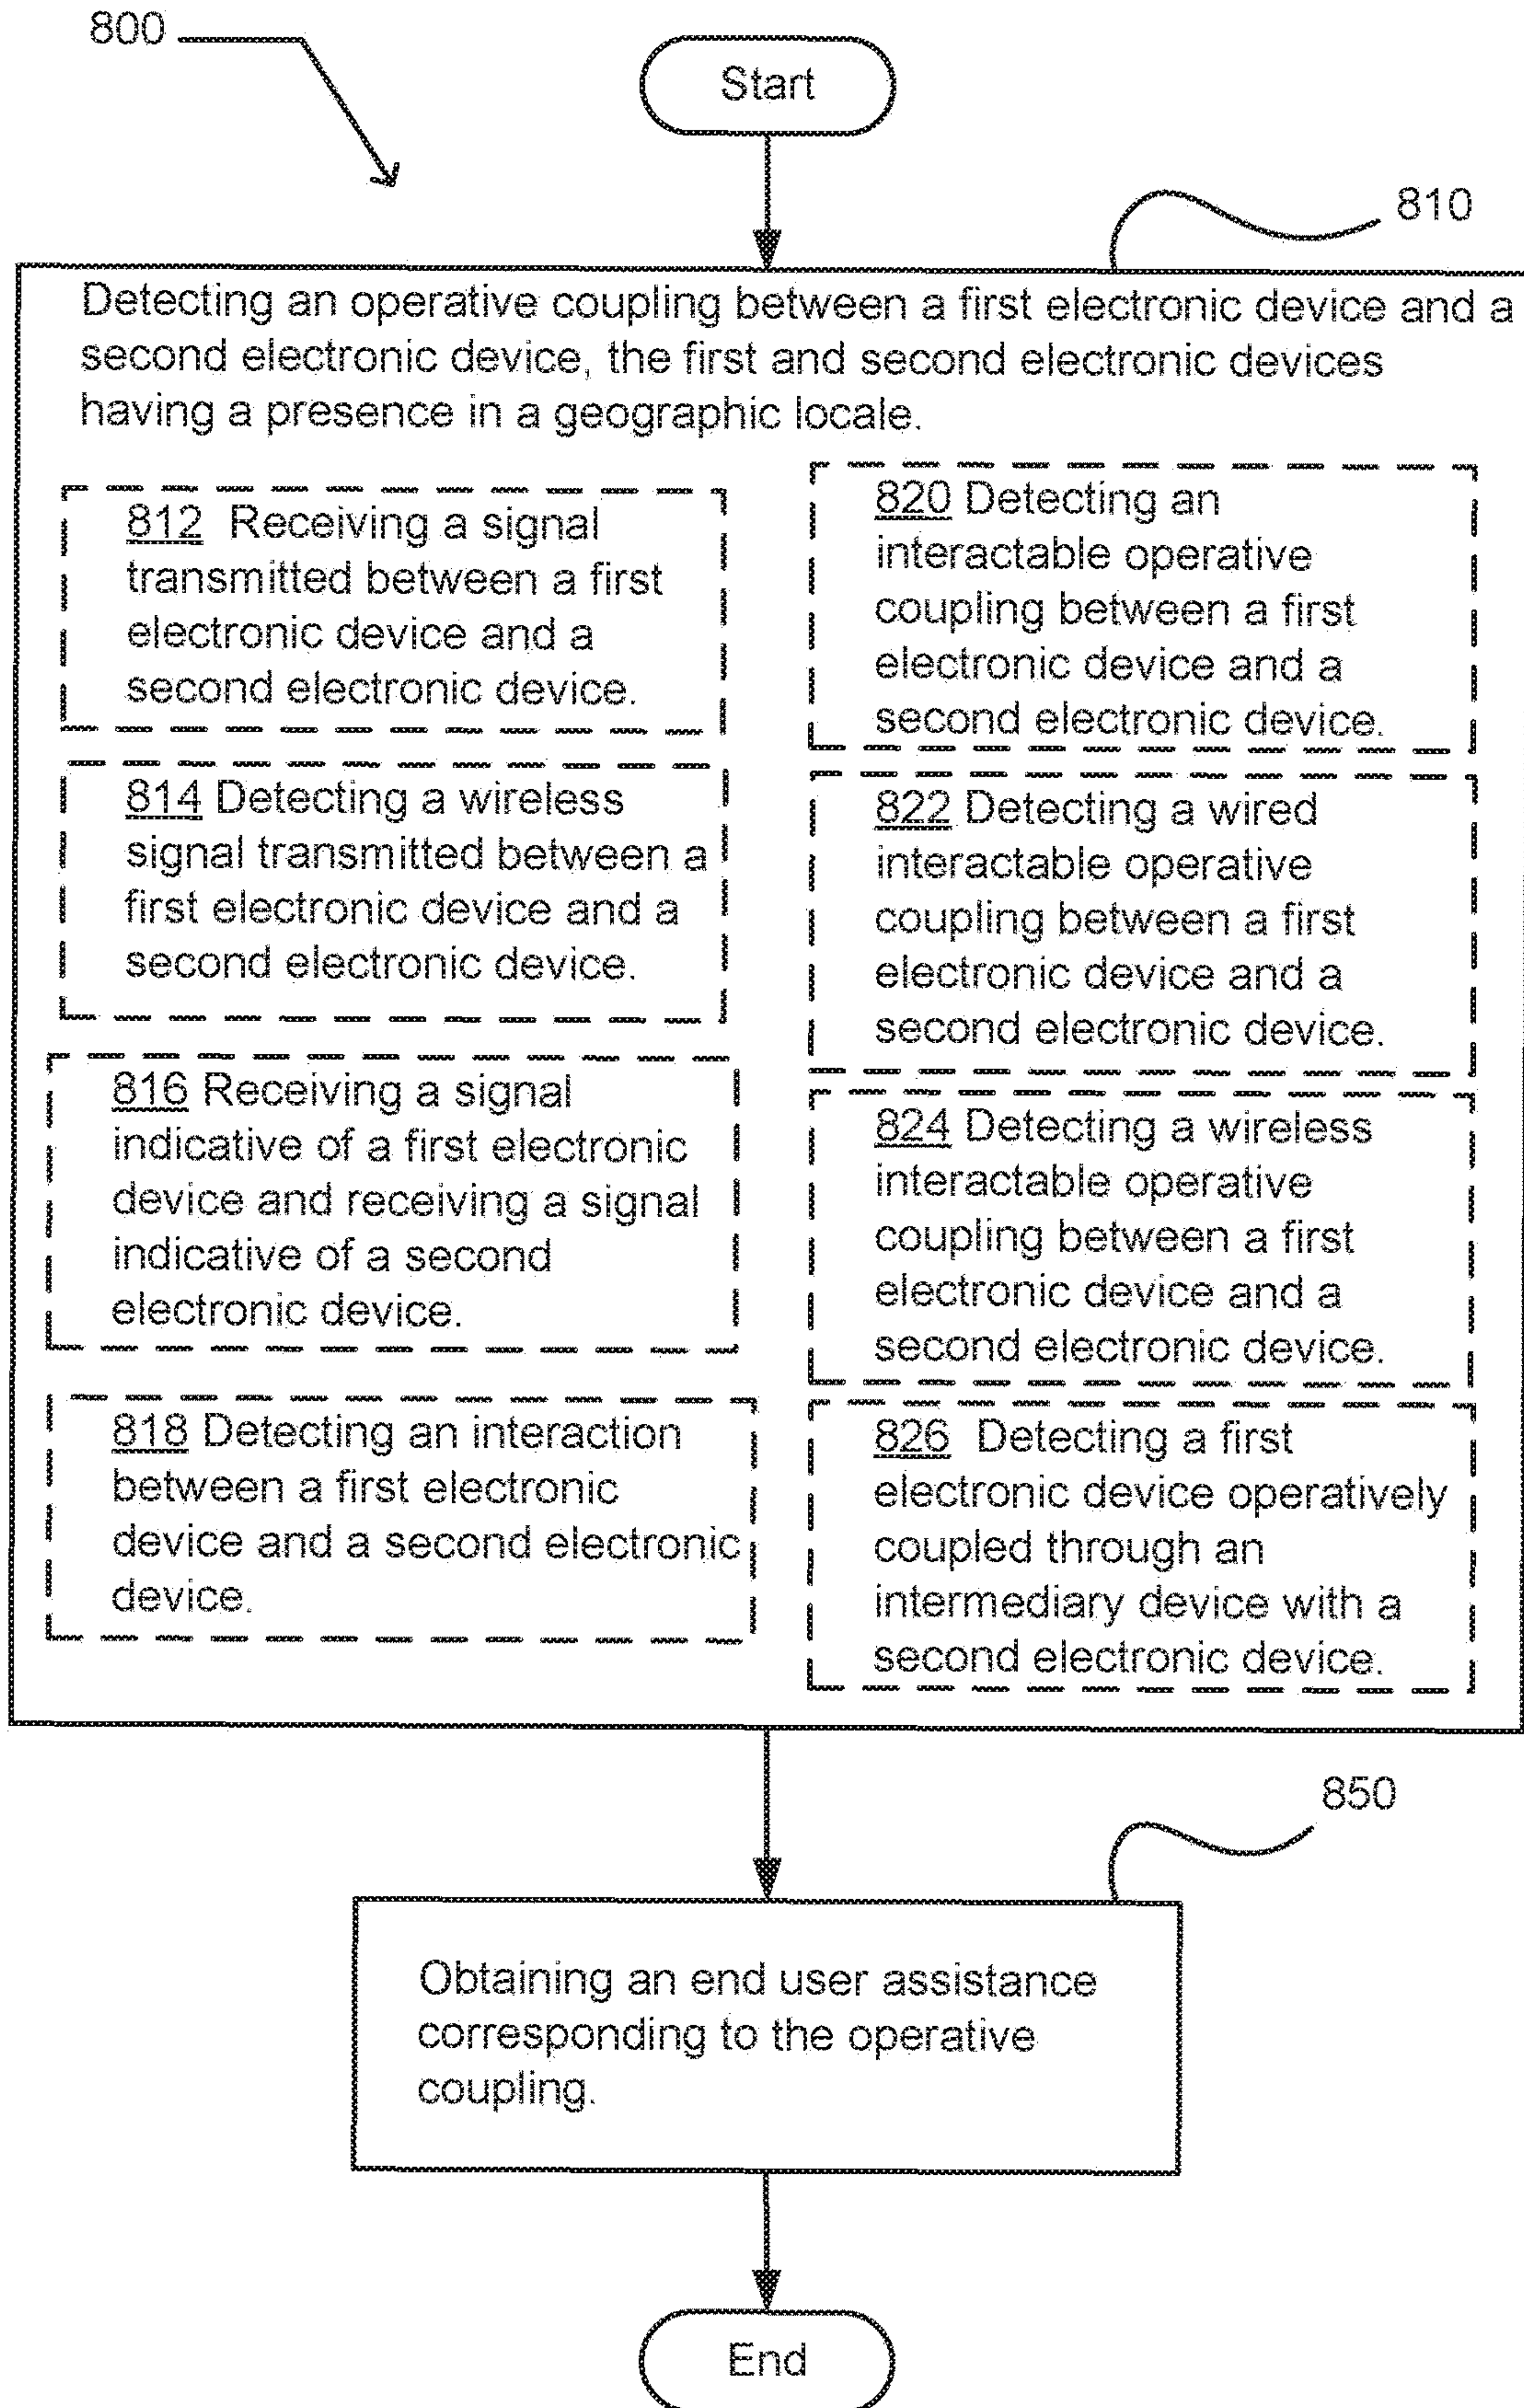 800
Start
810
Detecting an operative coupling between a first electronic device and a
second electronic device, the first and second electronic devices
having a presence in a geographic locale.
812 Receiving a signal
transmitted between a first
electronic device and a
second electronic device.
814 Detecting a wireless
signal transmitted between a
first electronic device and a
second electronic device.
816 Receiving a signal
indicative of a first electronic
device and receiving a signal
indicative of a second
electronic device.
818 Detecting an interaction
between a first electronic
device and a second electronic
device.
820 Detecting an
interactable operative
coupling between a first
electronic device and a
second electronic device.
822 Detecting a wired
interactable operative
coupling between a first
electronic device and a
second electronic device.
824 Detecting a wireless
interactable operative
coupling between a first
electronic device and a
second electronic device.
826 Detecting a first
electronic device operatively
coupled through an
intermediary device with a
second electronic device.
850
Obtaining an end user assistance
corresponding to the operative
coupling.
End